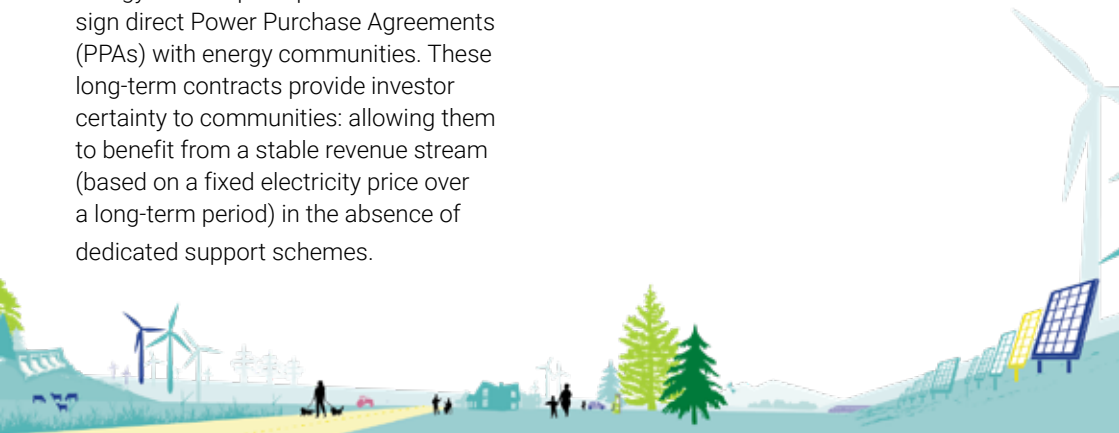 sign direct Power Purchase Agreements
(PPAs) with energy communities. These
long-term contracts provide investor
certainty to communities: allowing them
to benefit from a stable revenue stream
(based on a fixed electricity price over
a long-term period) in the absence of
dedicated support schemes.